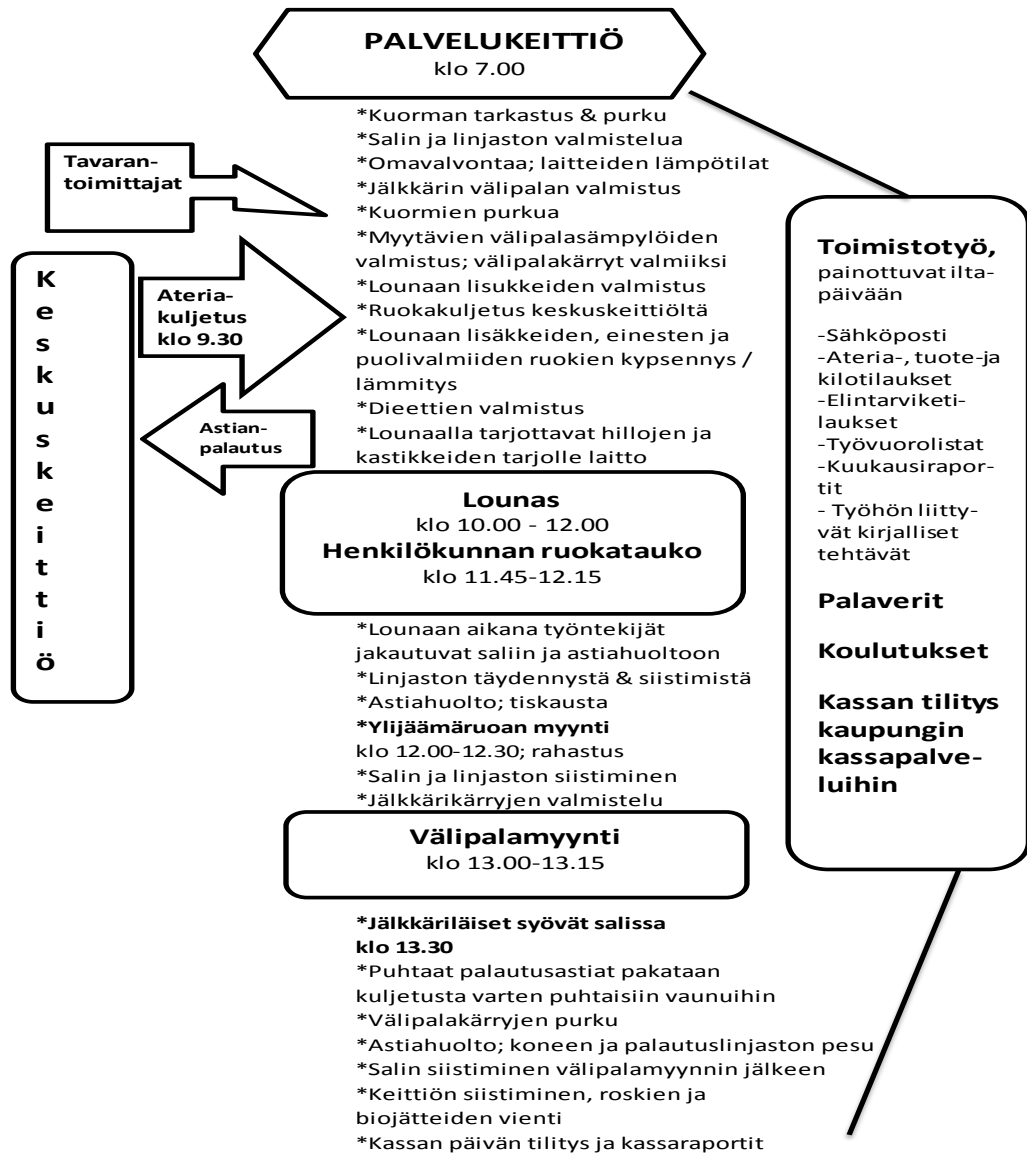 PALVELUKEITTIÖ
klo 7.00
*Kuorman tarkastus & purku
*Salin ja linjaston valmistelua
*Omavalvontaa; laitteiden lämpötilat
*Jälkkärin välipalan valmistus
*Kuormien purkua
*Myytävien välipalasämpylöiden
valmistus; välipalakärryt valmiiksi
*Lounaan lisukkeiden valmistus
*Ruokakuljetus keskuskeittiöltä
*Lounaan lisäkkeiden, einesten ja
puolivalmiiden ruokien kypsennys /
lämmitys
*Dieettien valmistus
*Lounaalla tarjottavat hillojen ja
kastikkeiden tarjolle laitto
Tavaran-
toimittajat
Keskuskeittiö
Ateria-
kuljetus
klo 9.30
Astian-
palautus
Lounas
klo 10.00 - 12.00
Henkilökunnan ruokatauko
klo 11.45-12.15
*Lounaan aikana työntekijät
jakautuvat saliin ja astiahuoltoon
*Linjaston täydennystä & siistimistä
*Astiahuolto; tiskausta
*Ylijäämäruoan myynti
klo 12.00-12.30; rahastus
*Salin ja linjaston siistiminen
*Jälkkärikärryjen valmistelu
Välipalamyynti
klo 13.00-13.15
*Jälkkäriläiset syövät salissa
klo 13.30
*Puhtaat palautusastiat pakataan
kuljetusta varten puhtaisiin vaunuihin
*Välipalakärryjen purku
*Astiahuolto; koneen ja palautuslinjaston pesu
*Salin siistiminen välipalamyynnin jälkeen
*Keittiön siistiminen, roskien ja
biojätteiden vienti
*Kassan päivän tilitys ja kassaraportit
Toimistotyö,
painottuvat ilta-
päivään
-Sähköposti
-Ateria-, tuote-ja
kilotilaukset
-Elintarviketi-
laukset
-Työvuorolistat
-Kuukausirapor-
tit
- Työhön liitty-
vät kirjalliset
tehtävät
Palaverit
Koulutukset
Kassan tilitys
kaupungin
kassapalve-
luihin